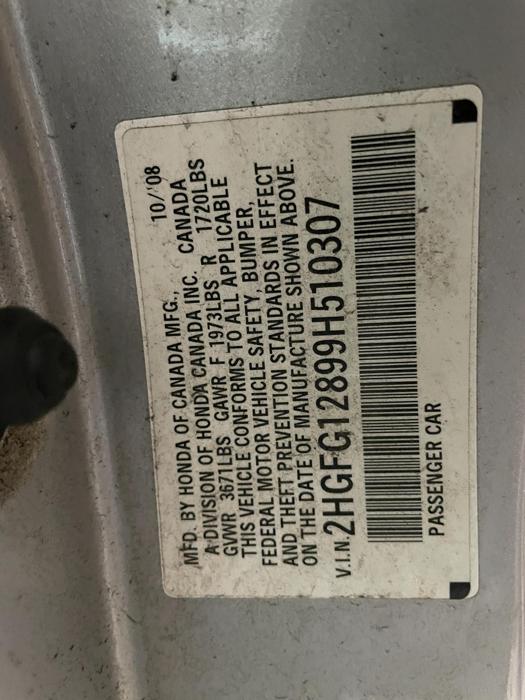 MFD. BY HONDA OF CANADA MFG., 10/'08
A DIVISION OF HONDA CANADA INC. CANADA
GVWR 3671LBS GAWR F 1973LBS R 1720LBS
THIS VEHICLE CONFORMS TO ALL APPLICABLE
FEDERAL MOTOR VEHICLE SAFETY, BUMPER,
AND THEFT PREVENTION STANDARDS IN EFFECT
ON THE DATE OF MANUFACTURE SHOWN ABOVE.
V.I.N. 2HGFG12899H510307
PASSENGER CAR